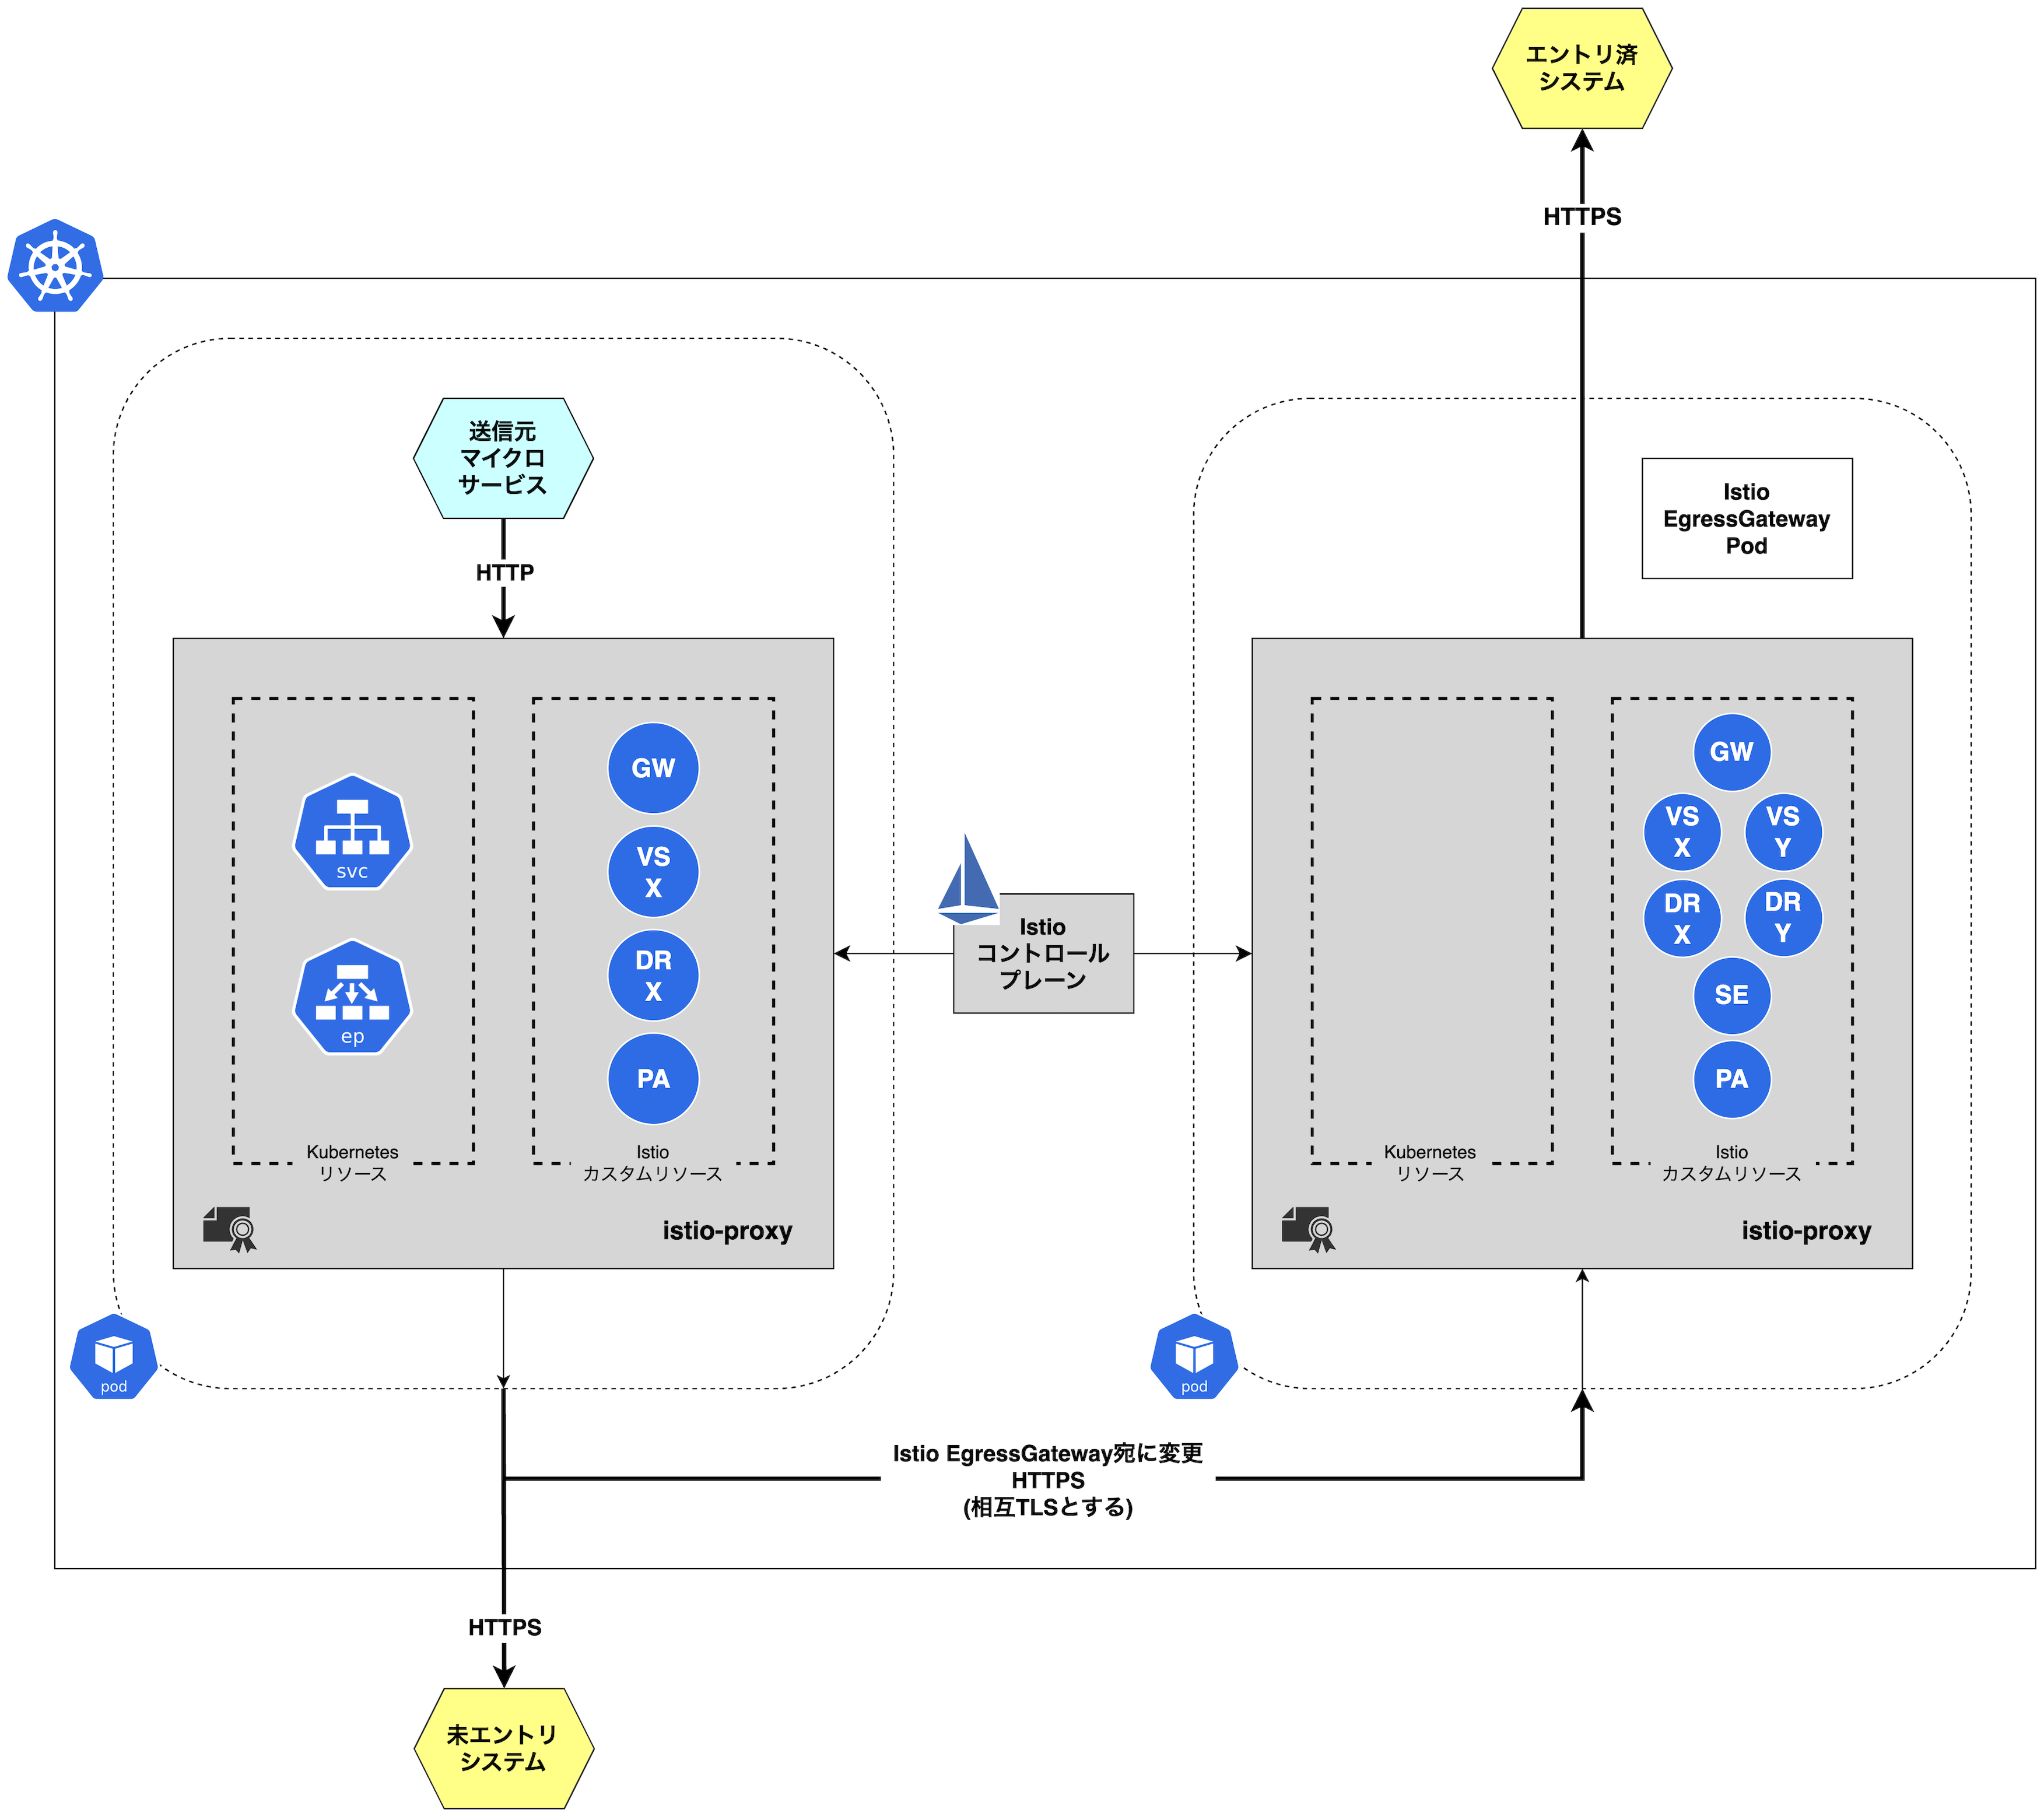 エントリ済
システム
HTTPS
送信元
マイクロ
サービス
HTTP
Istio
EgressGateway
Pod
svc
ep
Kubernetes
リソース
GW
VS
X
DR
X
PA
Istio
カスタムリソース
istio-proxy
pod
Istio
コントロール
プレーン
Kubernetes
リソース
GW
VS
X
VS
Y
DR
X
DR
Y
SE
PA
Istio
カスタムリソース
istio-proxy
pod
Istio EgressGateway宛に変更
HTTPS
(相互TLSとする)
HTTPS
未エントリ
システム